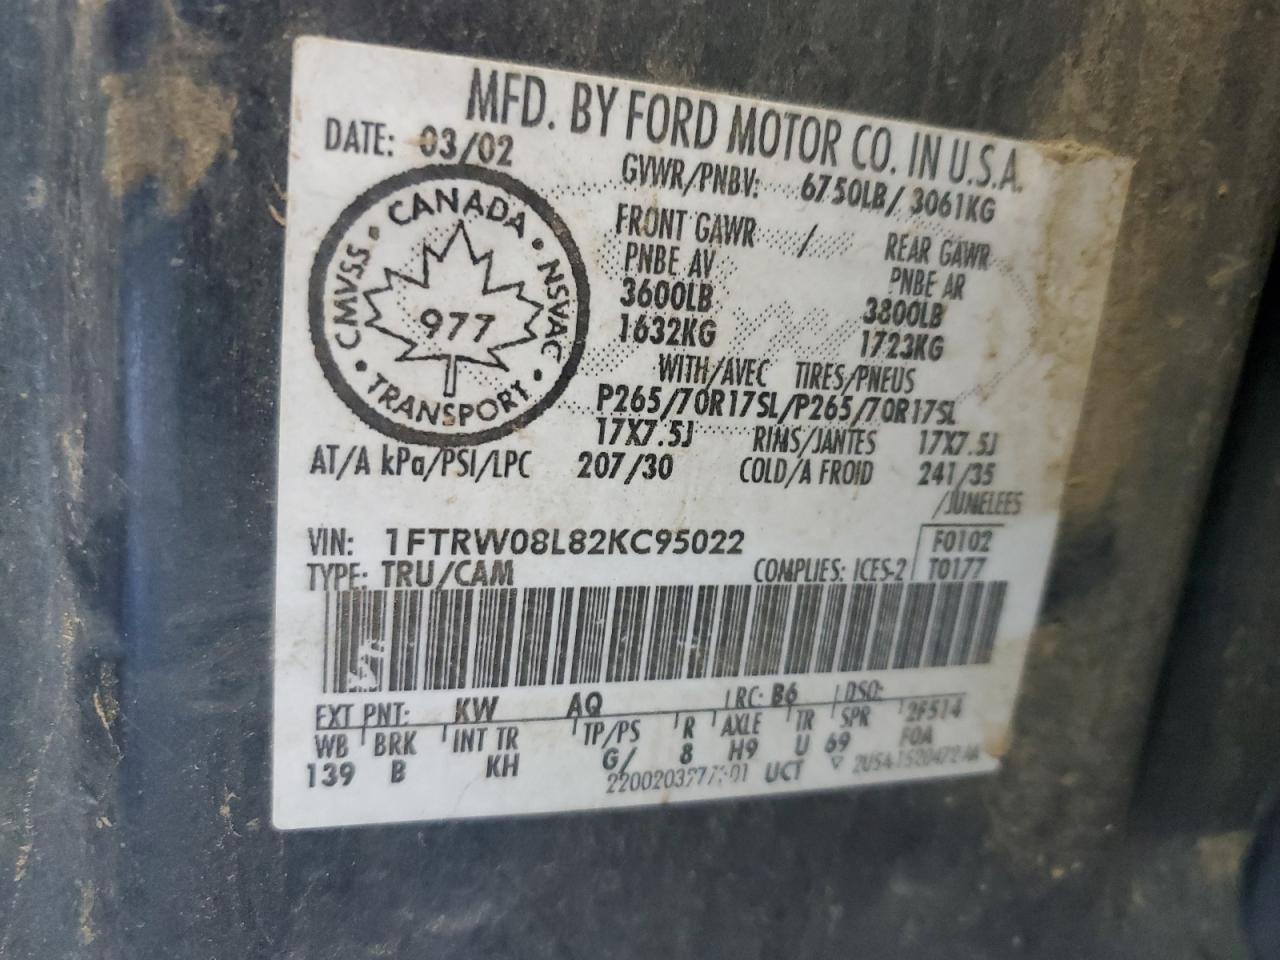 MFD. BY FORD MOTOR CO. IN U.S.A.
DATE: 03/02
GVWR/PNBV: 6750LB/ 3061KG
FRONT GAWR / REAR GAWR
PNBE AV PNBE AR
3600LB 3800LB
1632KG 1723KG
WITH/AVEC TIRES/PNEUS
P265/70R17SL/P265/70R17SL
17X7.5J RIMS/JANTES 17X7.5J
AT/A kPa/PSI/LPC 207/30 COLD/A FROID 241/35
/JUMELEES
CANADA
CMVSS • NSVAC
977
TRANSPORT
VIN: 1FTRW08L82KC95022 F0102
TYPE: TRU/CAM COMPLIES: ICES-2 T0177
EXT PNT: KW AQ RC: B6 DSO:
WB BRK INT TR TP/PS R AXLE TR SPR 2F514
139 B KH G/ 8 H9 U 69 FOA
UCT